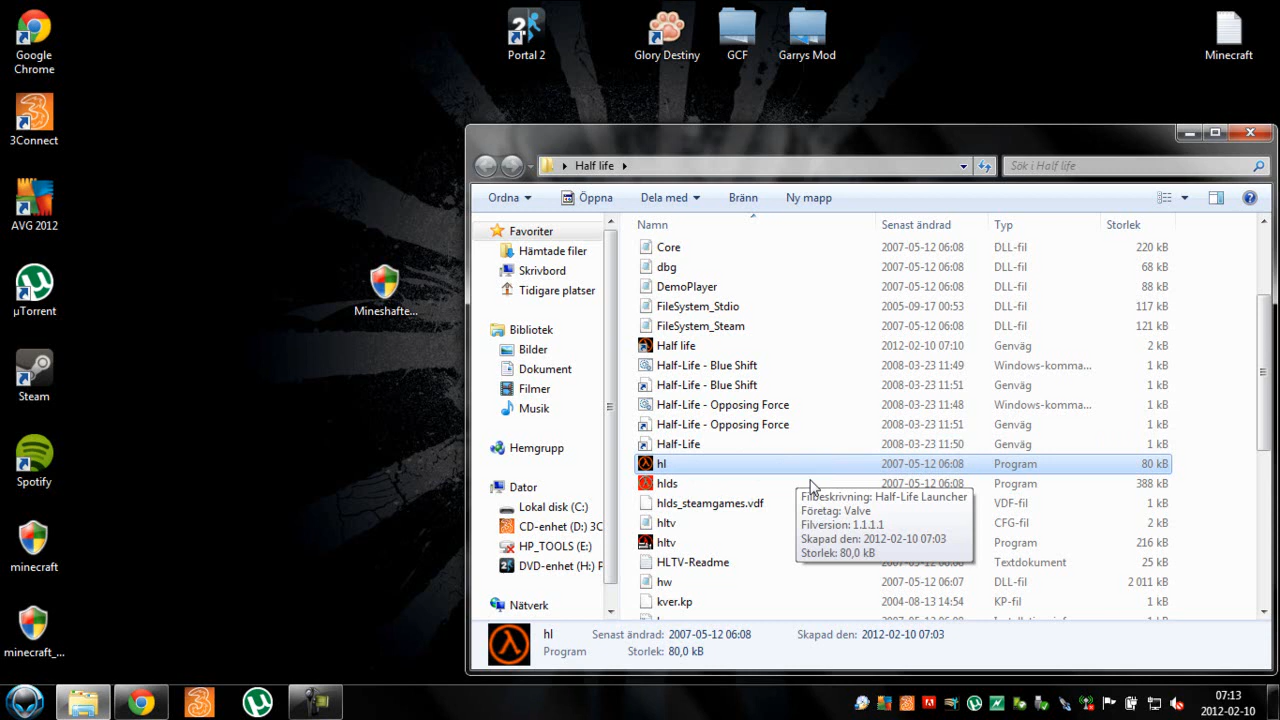 Google
Chrome
3Connect
AVG 2012
µTorrent
Steam
Spotify
minecraft
minecraft_...
Mineshafte...
2
Portal 2
Glory Destiny
GCF
Garrys Mod
Minecraft
Half life
Sök i Half life
Ordna
Öppna
Dela med
Bränn
Ny mapp
Favoriter
Hämtade filer
Skrivbord
Tidigare platser
Bibliotek
Bilder
Dokument
Filmer
Musik
Hemgrupp
Dator
Lokal disk (C:)
CD-enhet (D:) 3C
HP_TOOLS (E:)
DVD-enhet (H:) P
Nätverk
Namn Senast ändrad Typ Storlek
Core 2007-05-12 06:08 DLL-fil 220 kB
dbg 2007-05-12 06:08 DLL-fil 68 kB
DemoPlayer 2007-05-12 06:08 DLL-fil 88 kB
FileSystem_Stdio 2005-09-17 00:53 DLL-fil 117 kB
FileSystem_Steam 2007-05-12 06:08 DLL-fil 121 kB
Half life 2012-02-10 07:10 Genväg 2 kB
Half-Life - Blue Shift 2008-03-23 11:49 Windows-komma... 1 kB
Half-Life - Blue Shift 2008-03-23 11:51 Genväg 1 kB
Half-Life - Opposing Force 2008-03-23 11:48 Windows-komma... 1 kB
Half-Life - Opposing Force 2008-03-23 11:51 Genväg 1 kB
Half-Life 2008-03-23 11:50 Genväg 1 kB
hl 2007-05-12 06:08 Program 80 kB
hlds 2007-05-12 06:08 Program 388 kB
hlds_steamgames.vdf VDF-fil 1 kB
hltv CFG-fil 1 kB
hltv Program 216 kB
HLTV-Readme Textdokument 25 kB
hw 2007-05-12 06:07 DLL-fil 2 011 kB
kver.kp 2004-08-13 14:54 KP-fil 1 kB
Filbeskrivning: Half-Life Launcher
Företag: Valve
Filversion: 1.1.1.1
Skapad den: 2012-02-10 07:03
Storlek: 80,0 kB
hl Senast ändrad: 2007-05-12 06:08 Skapad den: 2012-02-10 07:03
Program Storlek: 80,0 kB
07:13
2012-02-10